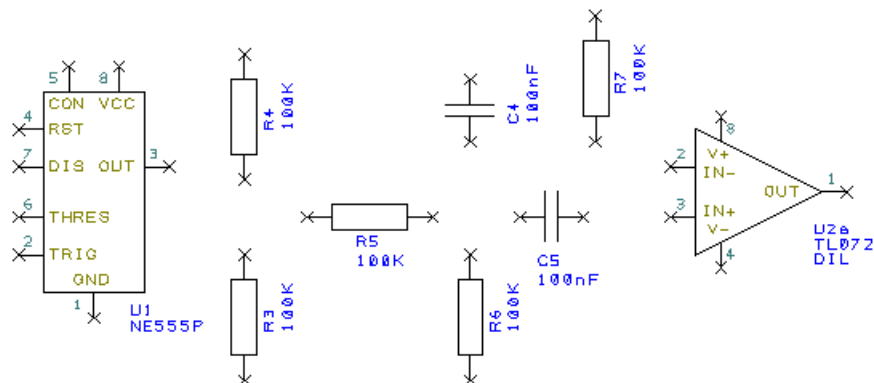 5
8
CON VCC
4
RST
7
DIS OUT
3
6
THRES
2
TRIG
GND
1
U1
NE555P
R4
100K
R3
100K
R5
100K
C4
100nF
R7
100K
C5
100nF
R6
100K
8
V+
2
IN-
OUT
1
3
IN+
V-
4
U2a
TL072
DIL